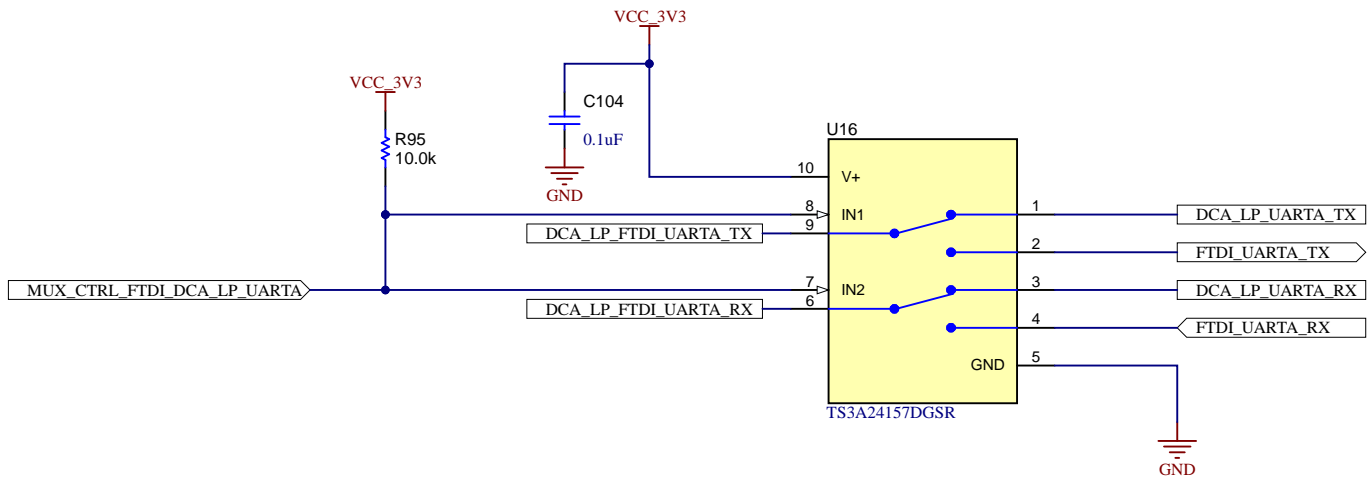 VCC_3V3
VCC_3V3
C104
0.1uF
R95
10.0k
GND
U16
10
V+
8
IN1
1
DCA_LP_UARTA_TX
DCA_LP_FTDI_UARTA_TX
9
2
FTDI_UARTA_TX
MUX_CTRL_FTDI_DCA_LP_UARTA
7
IN2
3
DCA_LP_UARTA_RX
DCA_LP_FTDI_UARTA_RX
6
4
FTDI_UARTA_RX
GND
5
TS3A24157DGSR
GND